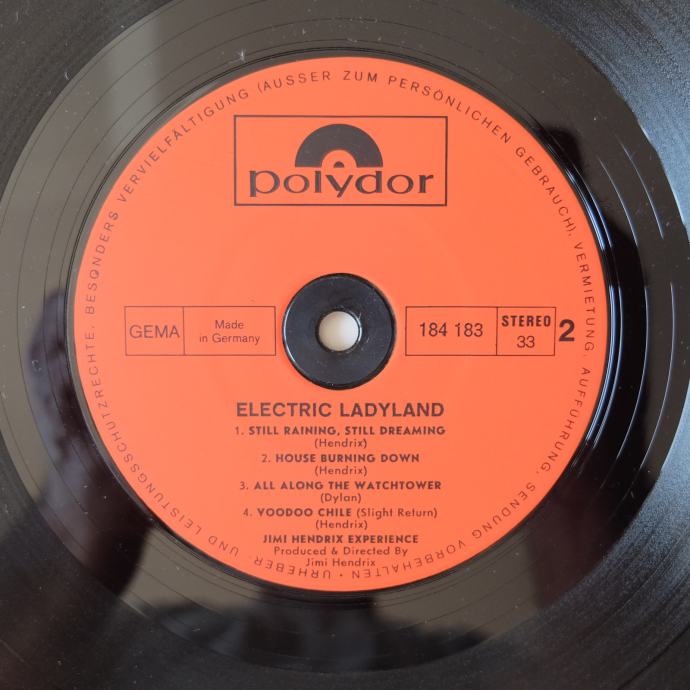 URHEBER- UND LEISTUNGSSCHUTZRECHTE, BESONDERS VERVIELFÄLTIGUNG (AUSSER ZUM PERSÖNLICHEN GEBRAUCH), VERMIETUNG, AUFFÜHRUNG, SENDUNG VORBEHALTEN •
polydor
GEMA
Made
in Germany
184 183
STEREO
33
2
ELECTRIC LADYLAND
1. STILL RAINING, STILL DREAMING
(Hendrix)
2. HOUSE BURNING DOWN
(Hendrix)
3. ALL ALONG THE WATCHTOWER
(Dylan)
4. VOODOO CHILE (Slight Return)
(Hendrix)
JIMI HENDRIX EXPERIENCE
Produced & Directed By
Jimi Hendrix